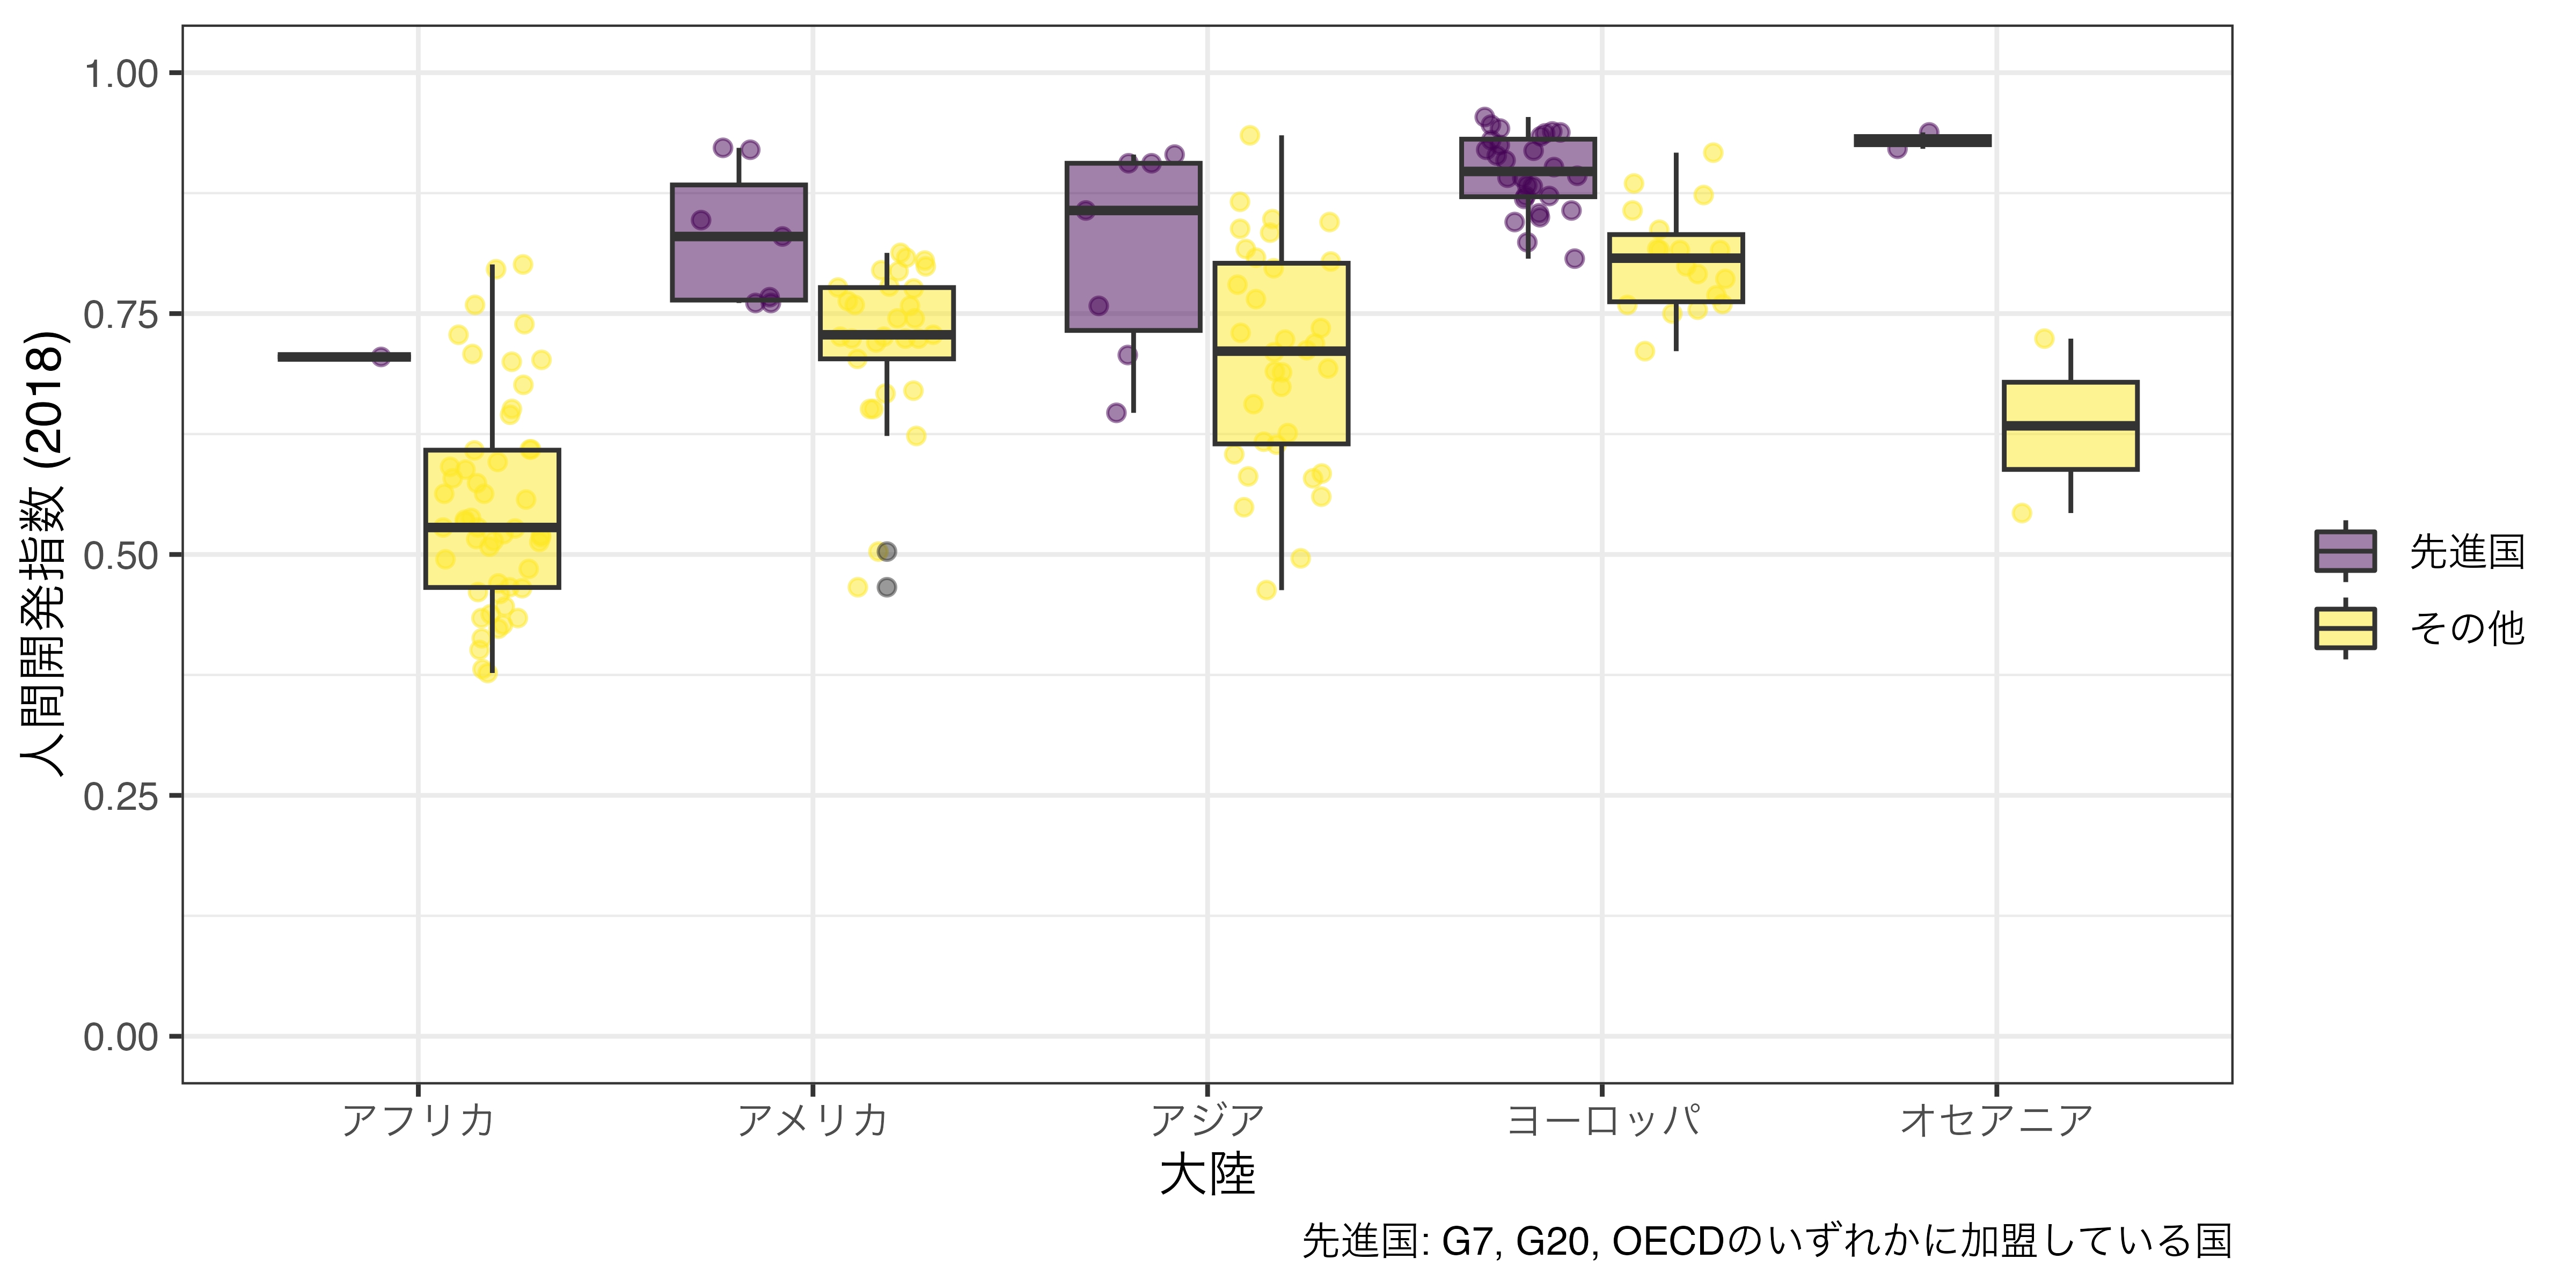 人間開発指数 (2018)
1.00
0.75
0.50
0.25
0.00
アフリカ
アメリカ
アジア
ヨーロッパ
オセアニア
大陸
先進国
その他
先進国: G7, G20, OECDのいずれかに加盟している国